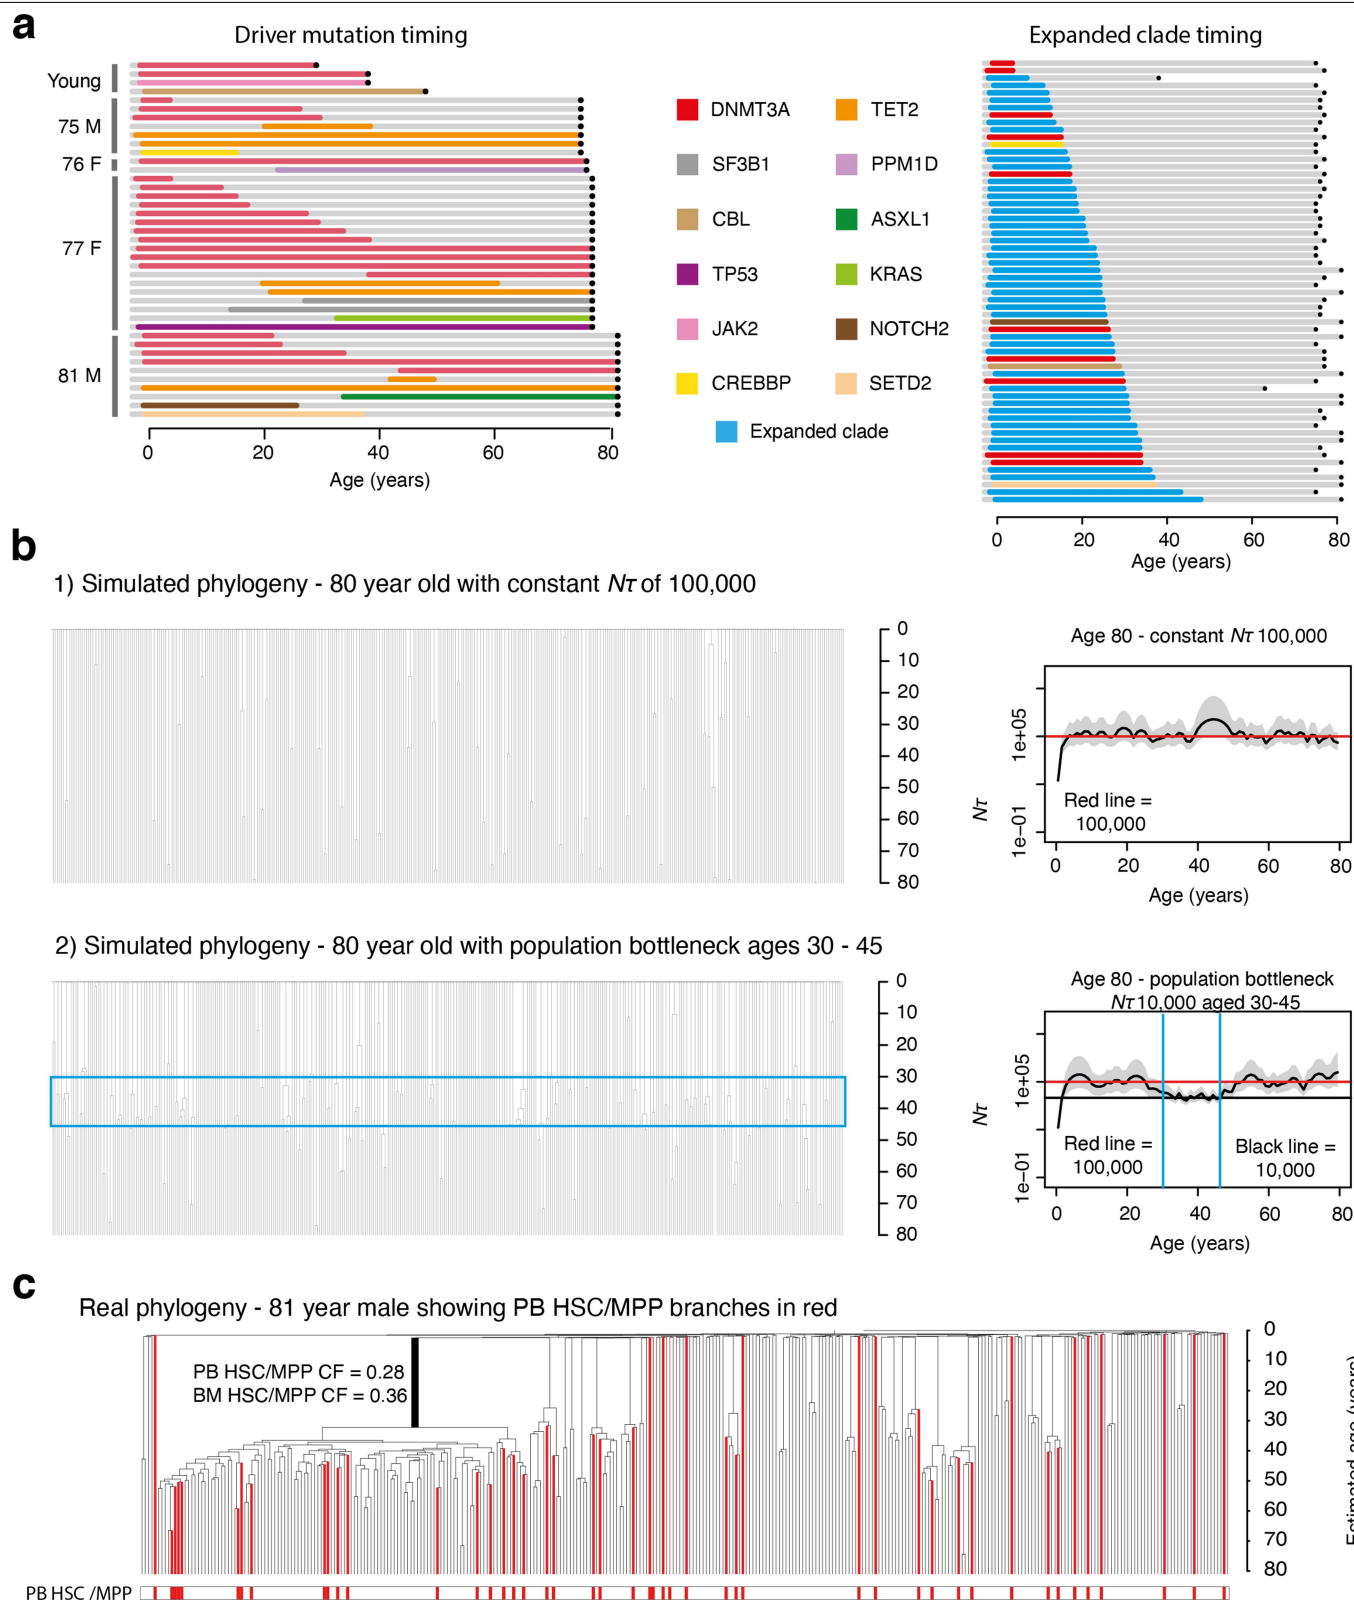 a
Driver mutation timing
Expanded clade timing
Young
75 M
76 F
77 F
81 M
0 20 40 60 80
Age (years)
DNMT3A TET2
SF3B1 PPM1D
CBL ASXL1
TP53 KRAS
JAK2 NOTCH2
CREBBP SETD2
Expanded clade
0 20 40 60 80
Age (years)
b
1) Simulated phylogeny - 80 year old with constant Nτ of 100,000
0
10
20
30
40
50
60
70
80
Age 80 - constant Nτ 100,000
Nτ
1e+05
1e−01
Red line =
100,000
0 20 40 60 80
Age (years)
2) Simulated phylogeny - 80 year old with population bottleneck ages 30 - 45
0
10
20
30
40
50
60
70
80
Age 80 - population bottleneck
Nτ 10,000 aged 30-45
Nτ
1e+05
1e−01
Red line =
100,000
Black line =
10,000
0 20 40 60 80
Age (years)
c
Real phylogeny - 81 year male showing PB HSC/MPP branches in red
PB HSC/MPP CF = 0.28
BM HSC/MPP CF = 0.36
0
10
20
30
40
50
60
70
80
Estimated age (years)
PB HSC /MPP